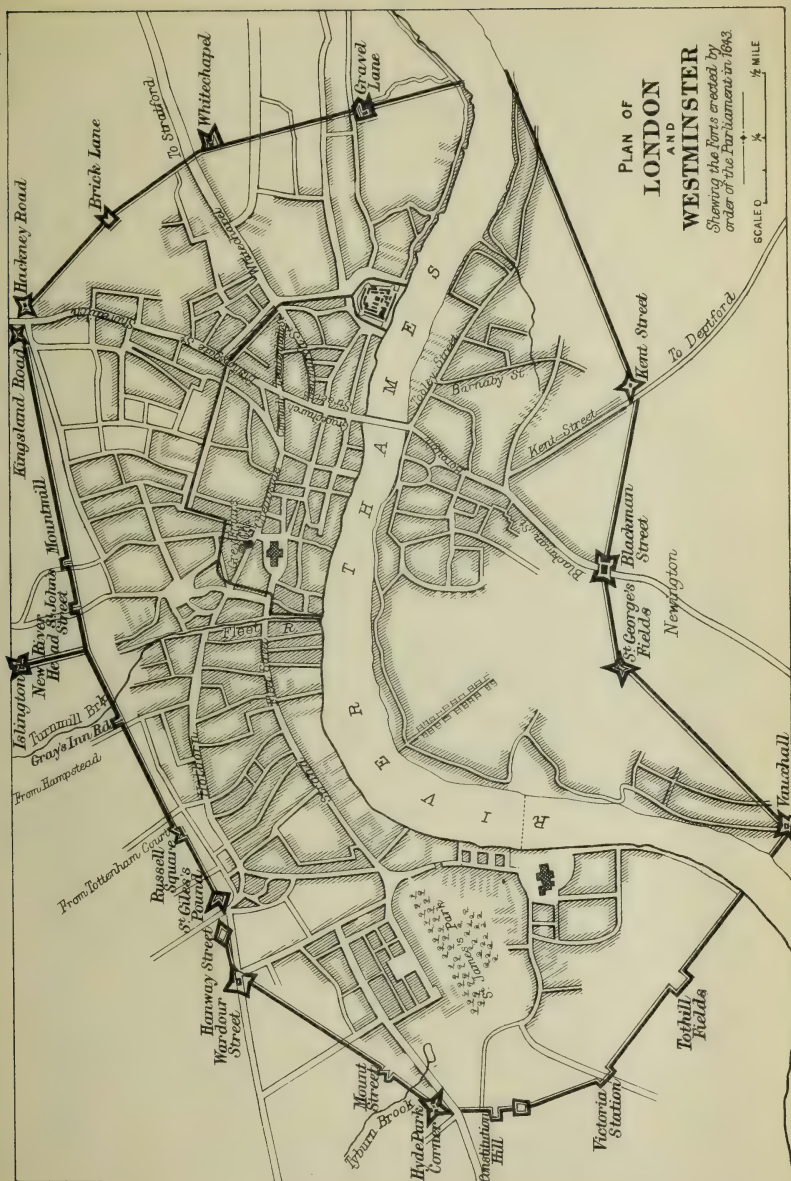 PLAN OF
LONDON
AND
WESTMINSTER
Shewing the Forts erected by
order of the Parliament in 1643.
SCALE 0
¼
½ MILE
Islington
New River
Head
St Johns
Street
Mountmill
Kingsland Road
Hackney Road
Brick Lane
To Stratford
Whitechapel
Gravel
Lane
Turnmill Brk
Gray's Inn Rd
From Hampstead
From Tottenham Court
Russell
Square
St Giles's
Pound
Hanway Street
Wardour
Street
Mount
Street
Tyburn Brook
Hyde Park
Corner
Constitution
Hill
Victoria
Station
Tothill
Fields
Vauxhall
St George's
Fields
Newington
Blackman
Street
Kent Street
To Deptford
Shoreditch
Whitechapel
Holborn
Fleet R.
Strand
St James's Park
RIVER THAMES
Tooley Street
Barnaby St
Kent Street
Blackman St